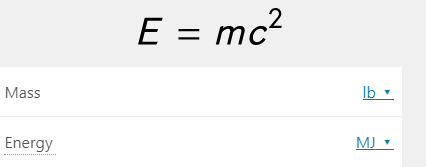 E = mc²
Mass lb ▾
Energy MJ ▾